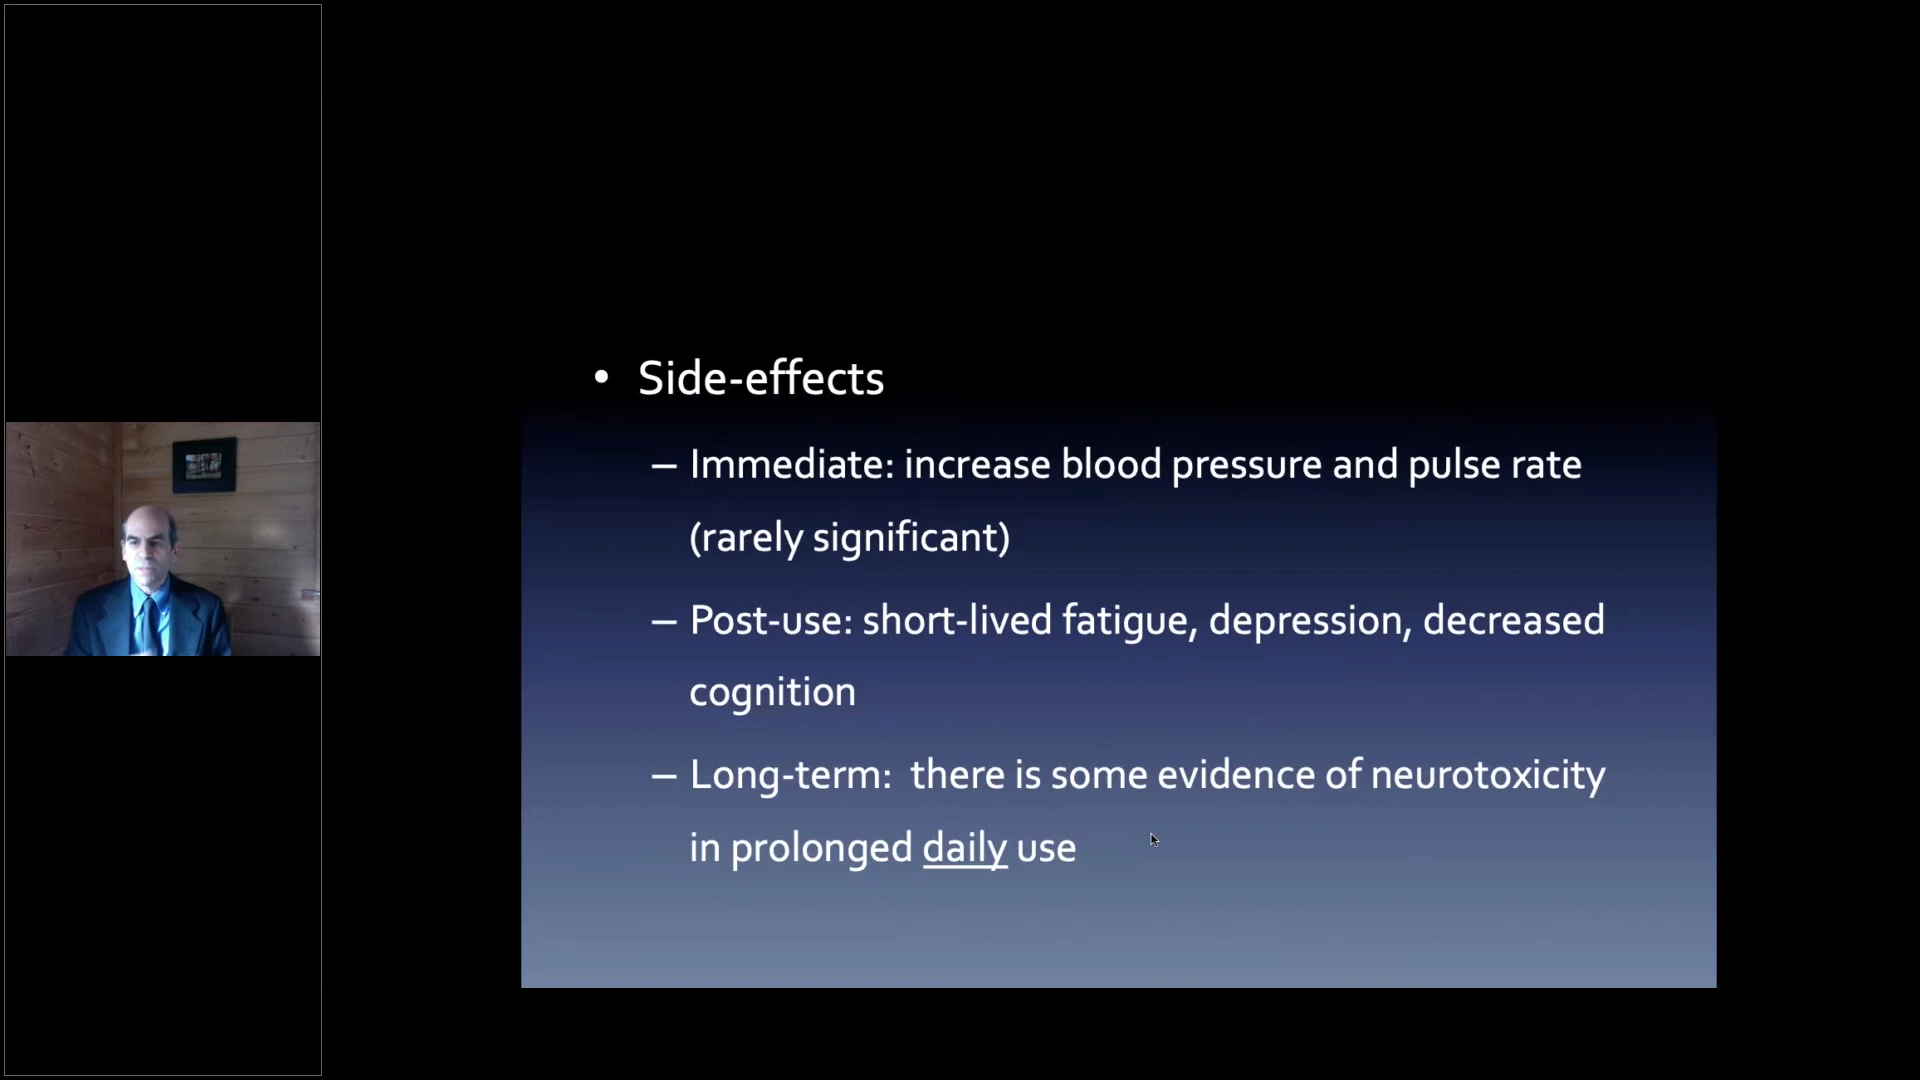 • Side-effects
– Immediate: increase blood pressure and pulse rate
(rarely significant)
– Post-use: short-lived fatigue, depression, decreased
cognition
– Long-term:  there is some evidence of neurotoxicity
in prolonged daily use